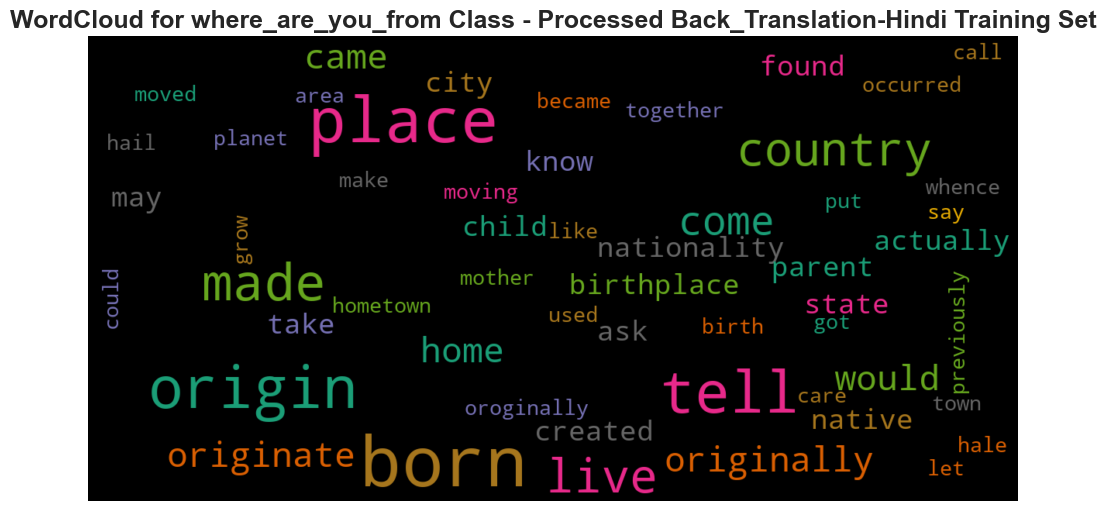 WordCloud for where_are_you_from Class - Processed Back_Translation-Hindi Training Set
came
city
found
call
moved
area
place
became
together
occurred
hail
planet
know
country
make
moving
whence
may
put
say
grow
child
like
come
nationality
actually
could
made
mother
birthplace
parent
state
previously
hometown
take
used
ask
birth
got
home
origin
tell
would
care
oroginally
native
town
created
originate
born
live
originally
let
hale